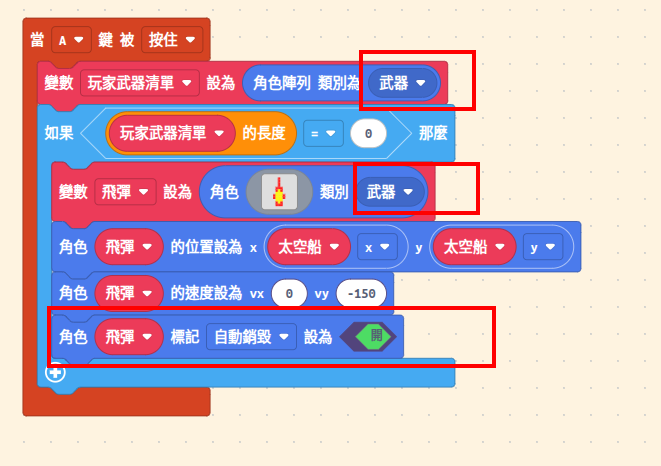 當 A 鍵 被 按住
變數 玩家武器清單 設為 角色陣列 類別為 武器
如果 玩家武器清單 的長度 = 0 那麼
變數 飛彈 設為 角色 類別 武器
角色 飛彈 的位置設為 x 太空船 x y 太空船 y
角色 飛彈 的速度設為 vx 0 vy -150
角色 飛彈 標記 自動銷毀 設為 開